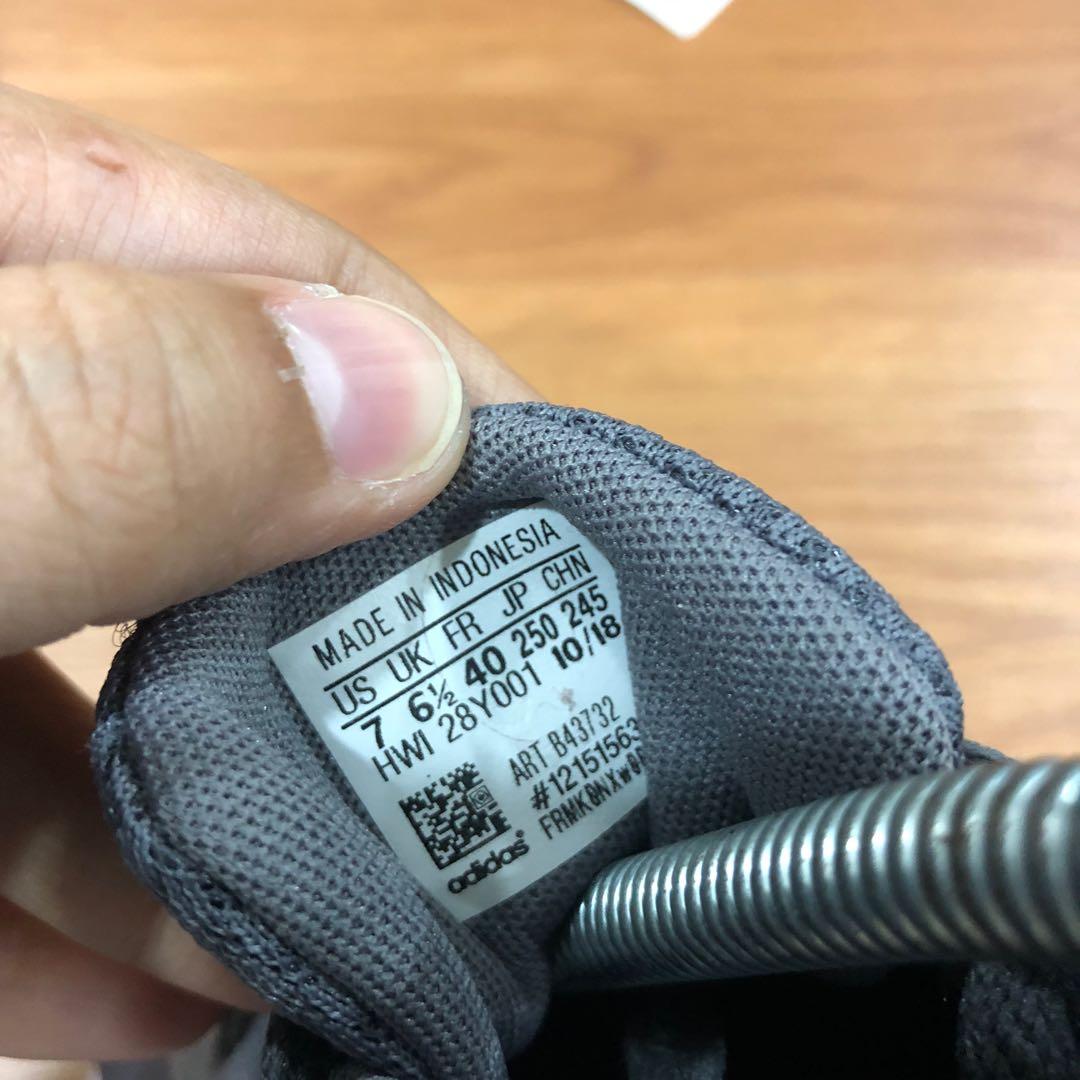 MADE IN INDONESIA
US UK FR JP CHN
7 6½ 40 250 245
HWI 28Y001 10/18
ART B43732
#12151563
adidas®